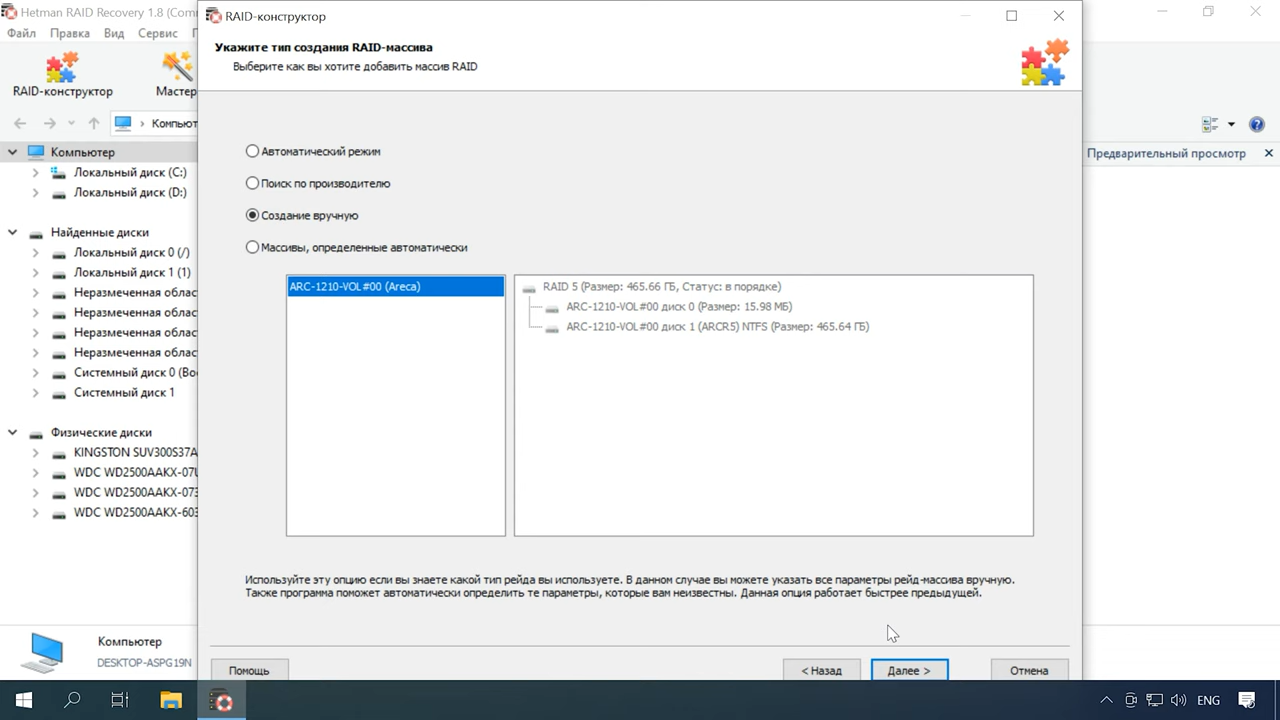 Hetman RAID Recovery 1.8 (Com
Файл Правка Вид Сервис
RAID-конструктор
Мастер
Компьют
Компьютер
Локальный диск (C:)
Локальный диск (D:)
Найденные диски
Локальный диск 0 (/)
Локальный диск 1 (1)
Неразмеченная облас
Неразмеченная облас
Неразмеченная облас
Неразмеченная облас
Системный диск 0 (Во
Системный диск 1
Физические диски
KINGSTON SUV300S37A
WDC WD2500AAKX-07U
WDC WD2500AAKX-073
WDC WD2500AAKX-603
Компьютер
DESKTOP-ASPG19N
RAID-конструктор
Укажите тип создания RAID-массива
Выберите как вы хотите добавить массив RAID
Автоматический режим
Поиск по производителю
Создание вручную
Массивы, определенные автоматически
ARC-1210-VOL#00 (Areca)
RAID 5 (Размер: 465.66 ГБ, Статус: в порядке)
ARC-1210-VOL#00 диск 0 (Размер: 15.98 МБ)
ARC-1210-VOL#00 диск 1 (ARCR5) NTFS (Размер: 465.64 ГБ)
Используйте эту опцию если вы знаете какой тип рейда вы используете. В данном случае вы можете указать все параметры рейд-массива вручную.
Также программа поможет автоматически определить те параметры, которые вам неизвестны. Данная опция работает быстрее предыдущей.
Помощь
< Назад
Далее >
Отмена
Предварительный просмотр
ENG